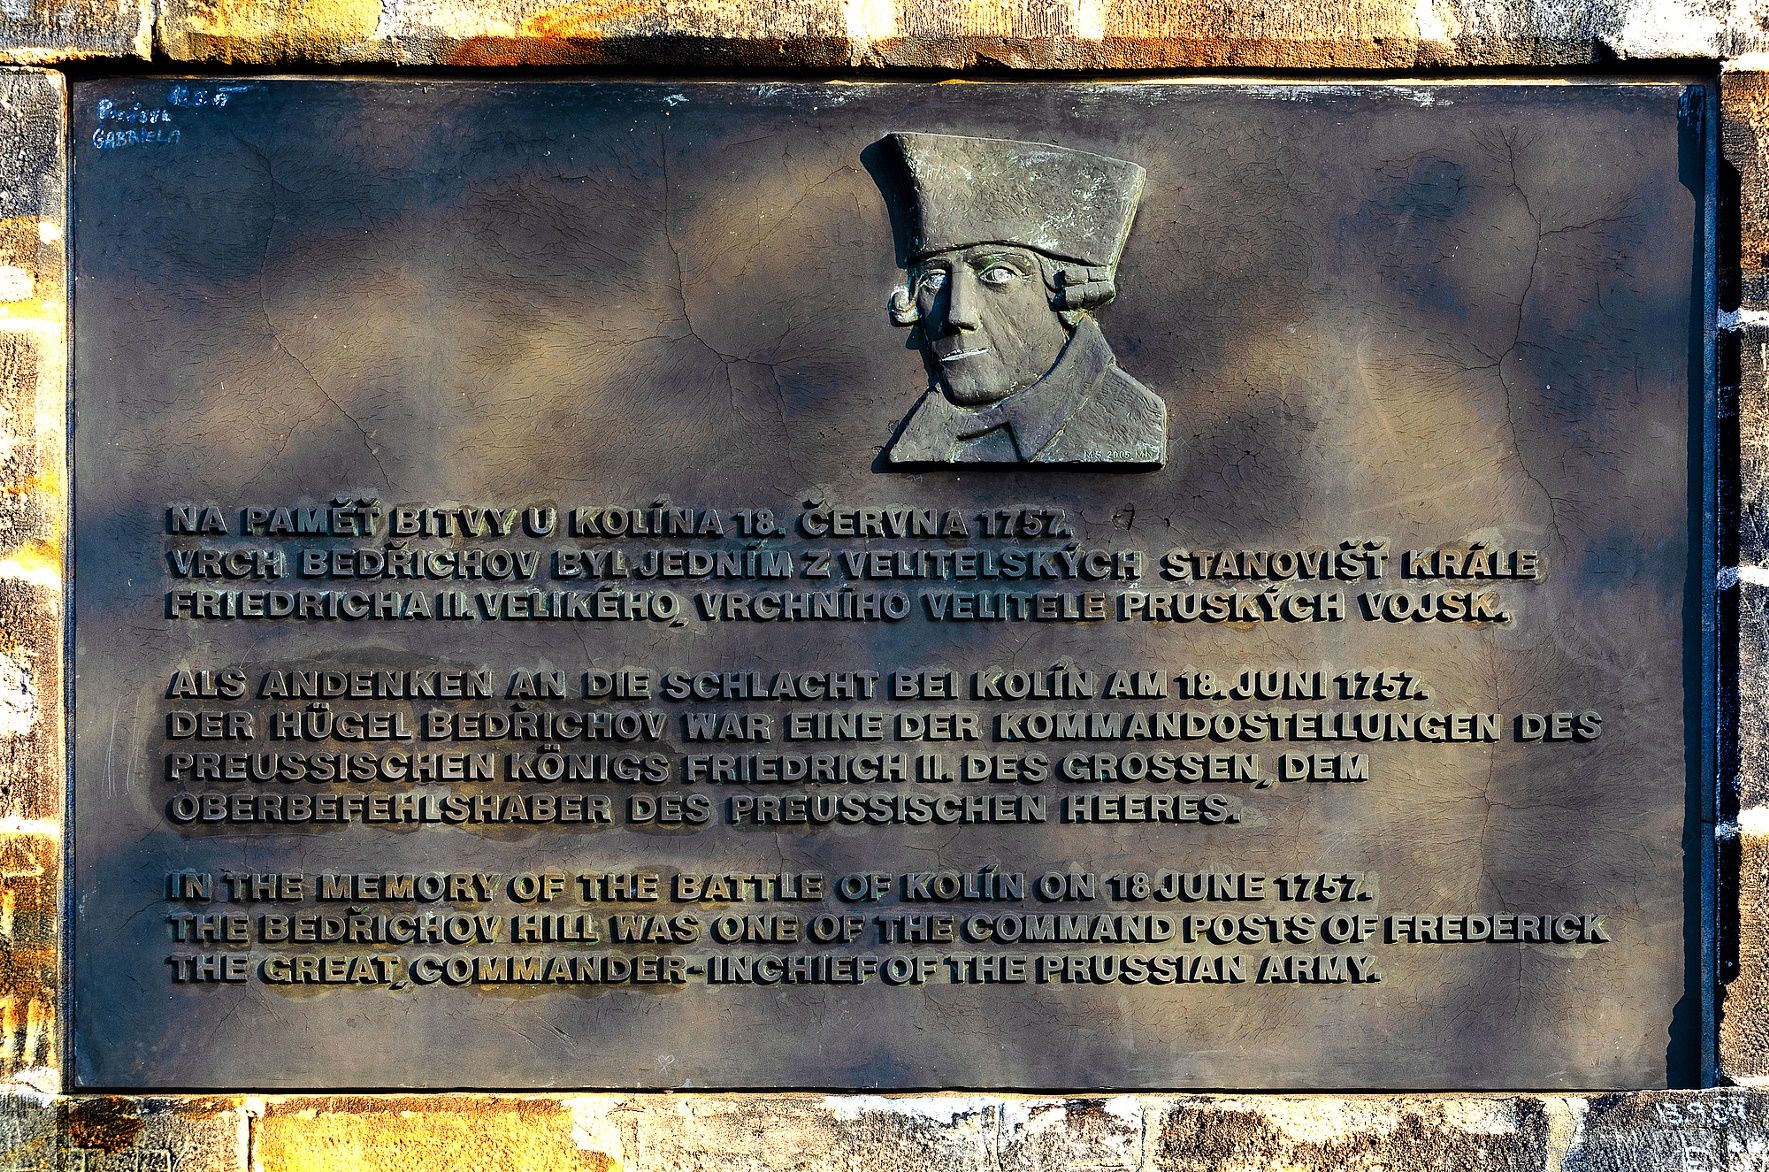 GABRIELA
M.S. 2005 MK
NA PAMĚŤ BITVY U KOLÍNA 18. ČERVNA 1757.
VRCH BEDŘICHOV BYL JEDNÍM Z VELITELSKÝCH STANOVIŠŤ KRÁLE
FRIEDRICHA II. VELIKÉHO, VRCHNÍHO VELITELE PRUSKÝCH VOJSK.
ALS ANDENKEN AN DIE SCHLACHT BEI KOLÍN AM 18. JUNI 1757.
DER HÜGEL BEDŘICHOV WAR EINE DER KOMMANDOSTELLUNGEN DES
PREUSSISCHEN KÖNIGS FRIEDRICH II. DES GROSSEN, DEM
OBERBEFEHLSHABER DES PREUSSISCHEN HEERES.
IN THE MEMORY OF THE BATTLE OF KOLÍN ON 18 JUNE 1757.
THE BEDŘICHOV HILL WAS ONE OF THE COMMAND POSTS OF FREDERICK
THE GREAT, COMMANDER-INCHIEF OF THE PRUSSIAN ARMY.